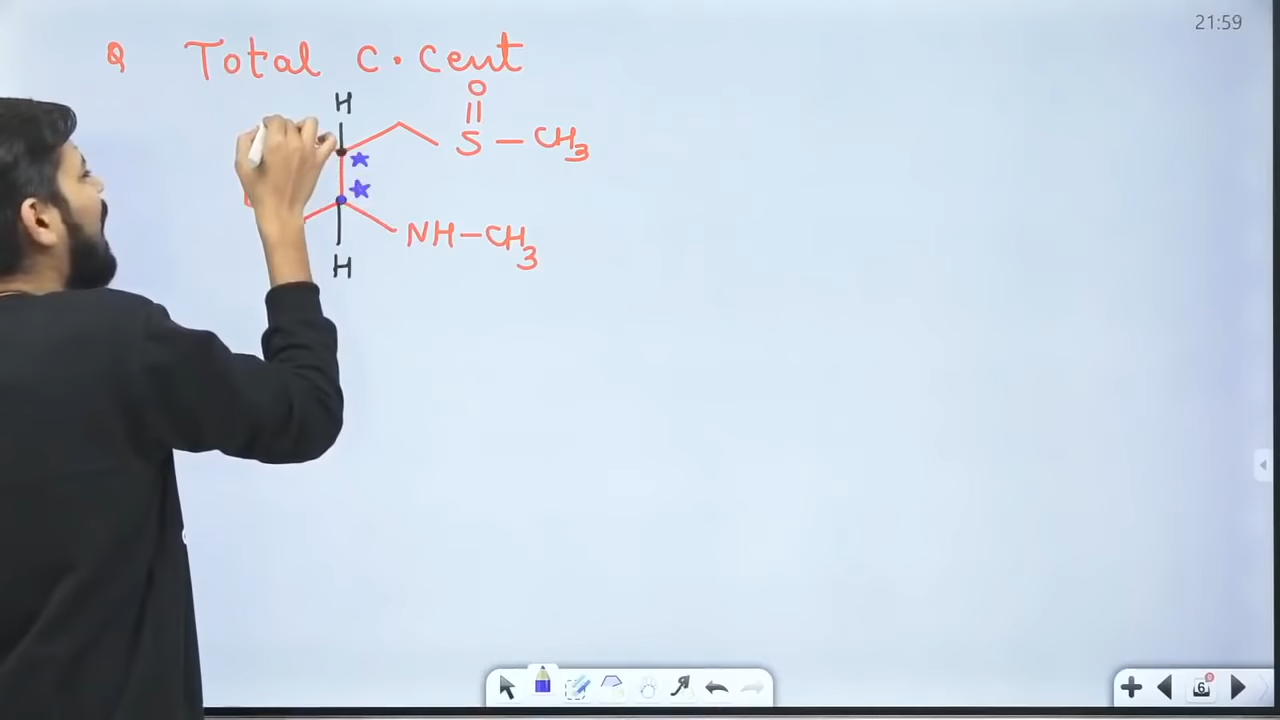 21:59
Q Total C. Cent
H
O
S - CH3
NH - CH3
H
6